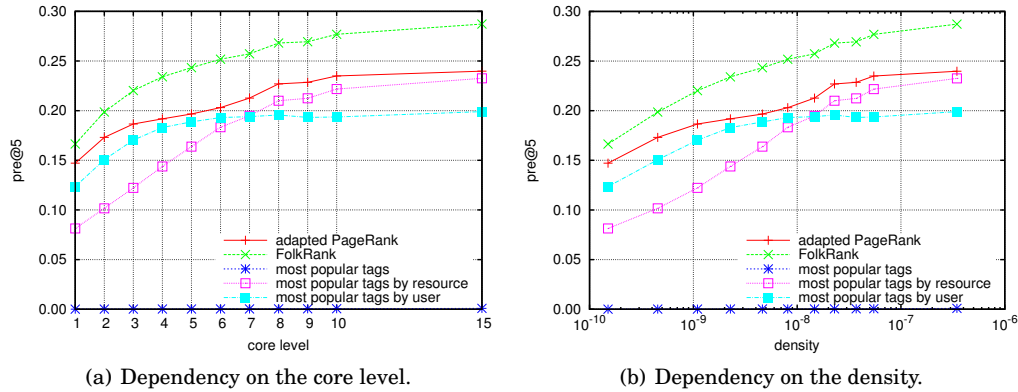 0.30
0.25
0.20
0.15
0.10
0.05
0.00
pre@5
adapted PageRank
FolkRank
most popular tags
most popular tags by resource
most popular tags by user
1 2 3 4 5 6 7 8 9 10 15
core level
(a) Dependency on the core level.
0.30
0.25
0.20
0.15
0.10
0.05
0.00
pre@5
adapted PageRank
FolkRank
most popular tags
most popular tags by resource
most popular tags by user
10^-10 10^-9 10^-8 10^-7 10^-6
density
(b) Dependency on the density.